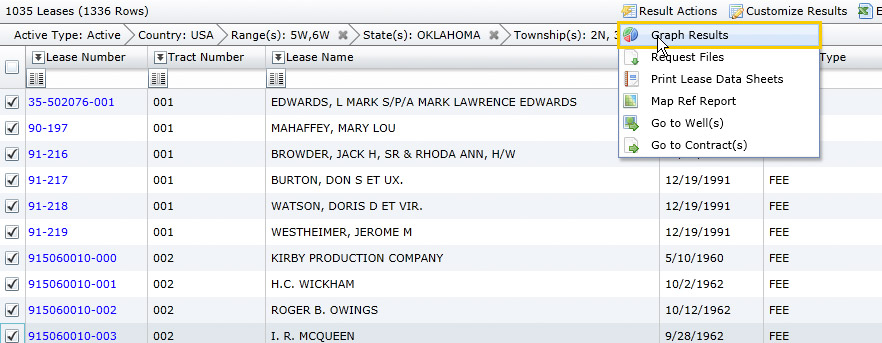 1035 Leases (1336 Rows) Result Actions Customize Results
Active Type: Active Country: USA Range(s): 5W,6W State(s): OKLAHOMA Township(s): 2N, Graph Results
Lease Number Tract Number Lease Name Request Files Type
Print Lease Data Sheets
35-502076-001 001 EDWARDS, L MARK S/P/A MARK LAWRENCE EDWARDS Map Ref Report
90-197 001 MAHAFFEY, MARY LOU Go to Well(s)
91-216 001 BROWDER, JACK H, SR & RHODA ANN, H/W Go to Contract(s)
91-217 001 BURTON, DON S ET UX. 12/19/1991 FEE
91-218 001 WATSON, DORIS D ET VIR. 12/19/1991 FEE
91-219 001 WESTHEIMER, JEROME M 12/19/1991 FEE
915060010-000 002 KIRBY PRODUCTION COMPANY 5/10/1960 FEE
915060010-001 002 H.C. WICKHAM 10/2/1962 FEE
915060010-002 002 ROGER B. OWINGS 10/12/1962 FEE
915060010-003 002 I. R. MCQUEEN 9/28/1962 FEE